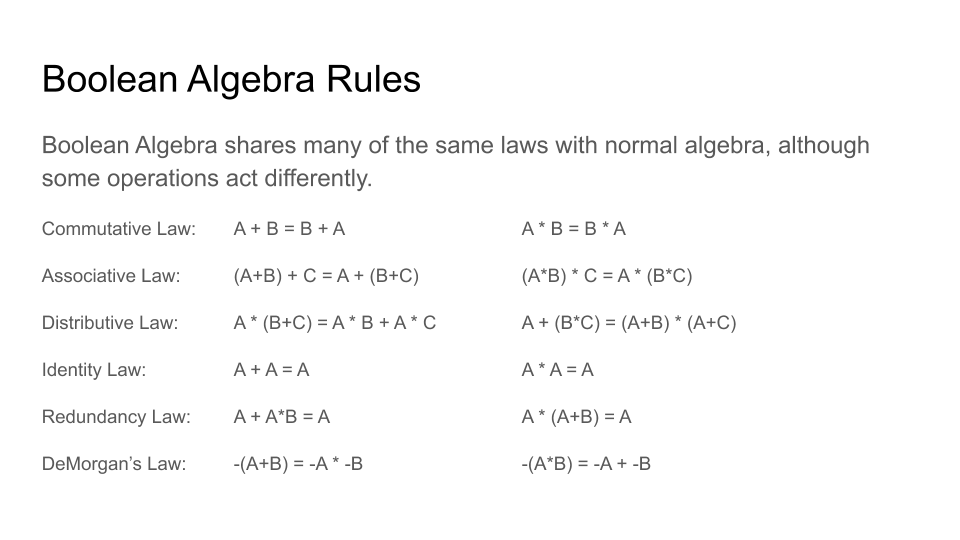 Boolean Algebra Rules
Boolean Algebra shares many of the same laws with normal algebra, although
some operations act differently.
Commutative Law: A + B = B + A A * B = B * A
Associative Law: (A+B) + C = A + (B+C) (A*B) * C = A * (B*C)
Distributive Law: A * (B+C) = A * B + A * C A + (B*C) = (A+B) * (A+C)
Identity Law: A + A = A A * A = A
Redundancy Law: A + A*B = A A * (A+B) = A
DeMorgan’s Law: -(A+B) = -A * -B -(A*B) = -A + -B